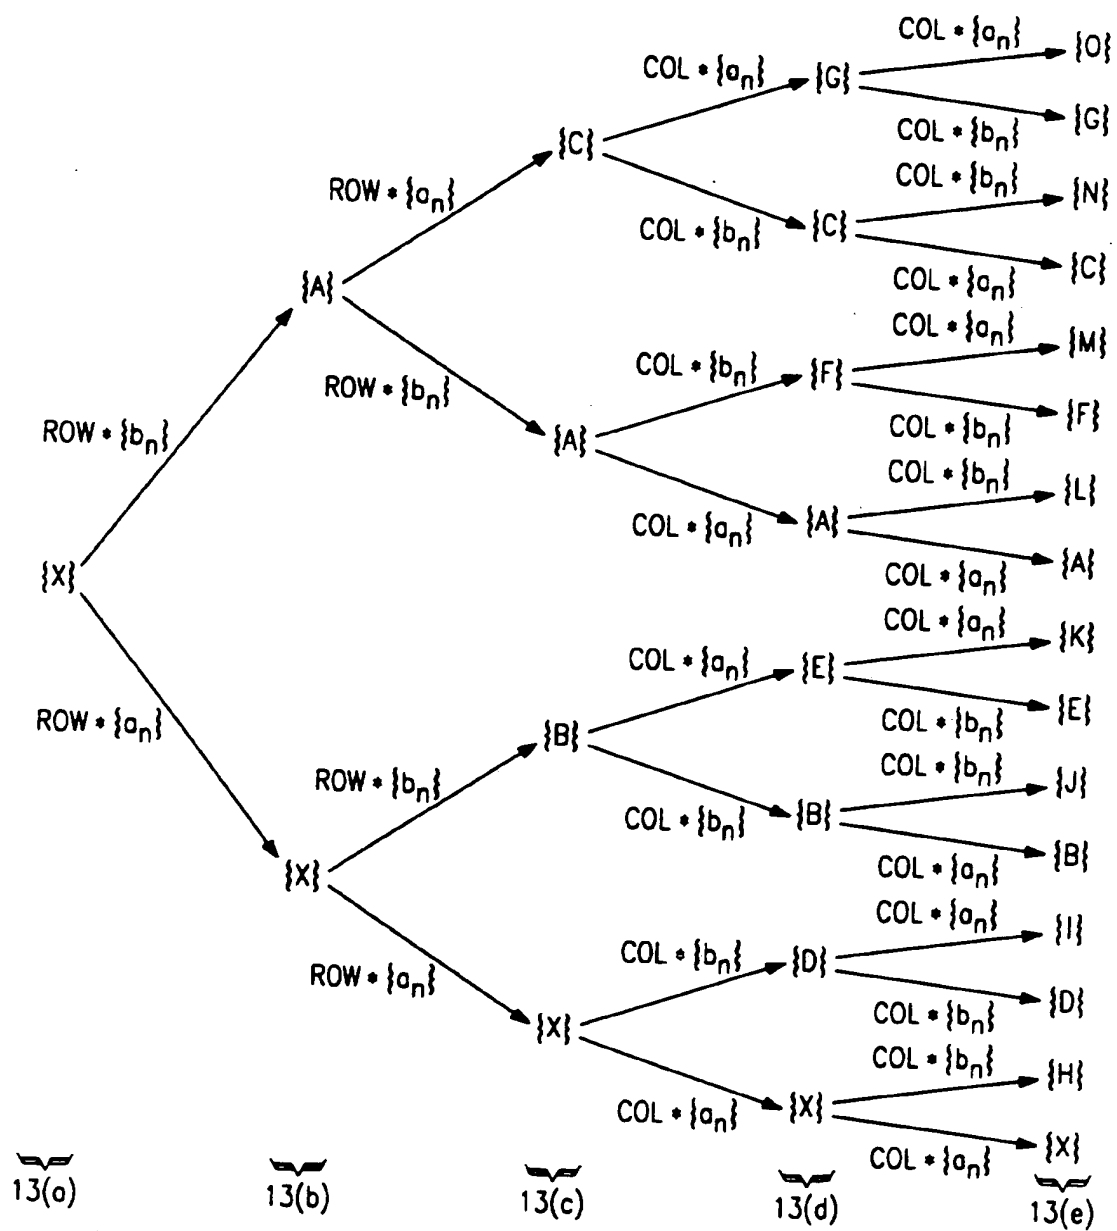 COL * {a_n}
{O}
COL * {a_n}
{G}
{G}
COL * {b_n}
{C}
COL * {b_n}
{N}
ROW * {a_n}
COL * {b_n}
{C}
{C}
COL * {a_n}
{A}
COL * {a_n}
{M}
COL * {b_n}
{F}
ROW * {b_n}
{F}
COL * {b_n}
ROW * {b_n}
{A}
COL * {b_n}
{L}
COL * {a_n}
{A}
{A}
COL * {a_n}
{X}
COL * {a_n}
{K}
COL * {a_n}
{E}
{E}
COL * {b_n}
ROW * {a_n}
{B}
COL * {b_n}
{J}
ROW * {b_n}
COL * {b_n}
{B}
{B}
COL * {a_n}
{X}
COL * {a_n}
{I}
COL * {b_n}
{D}
ROW * {a_n}
{D}
COL * {b_n}
{X}
COL * {b_n}
{H}
COL * {a_n}
{X}
{X}
COL * {a_n}
13(a)
13(b)
13(c)
13(d)
13(e)